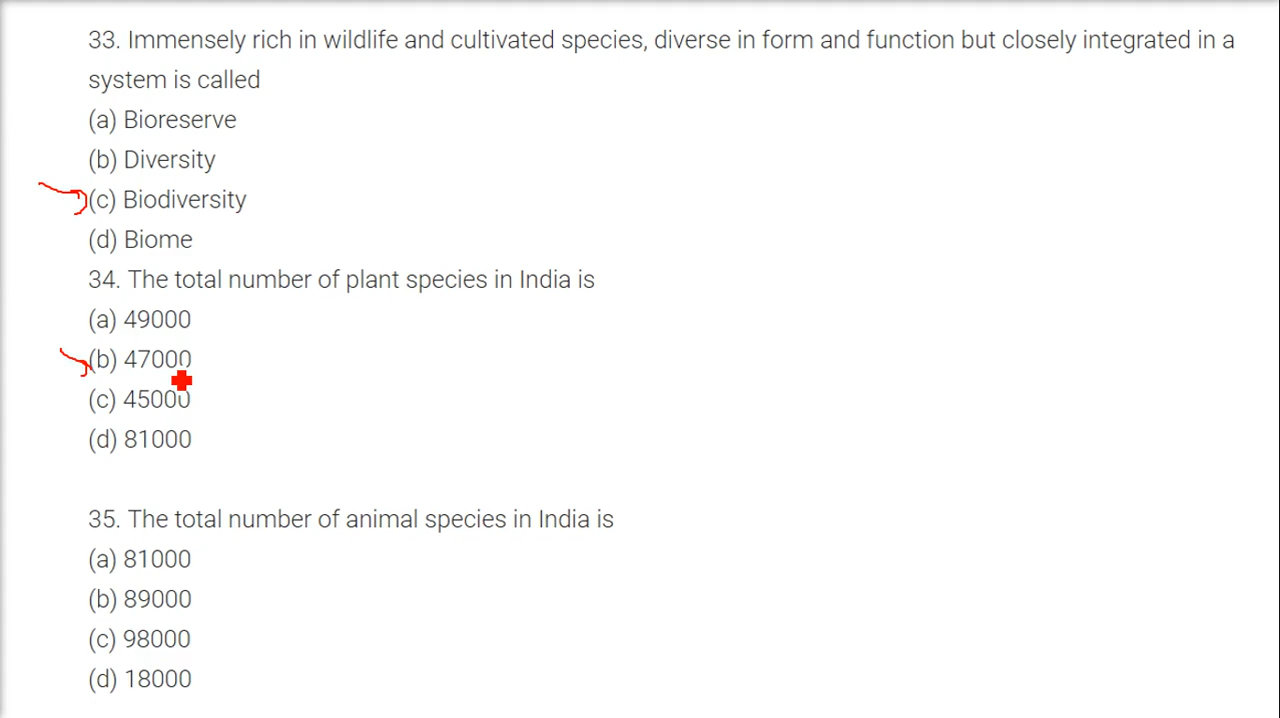 33. Immensely rich in wildlife and cultivated species, diverse in form and function but closely integrated in a
system is called
(a) Bioreserve
(b) Diversity
(c) Biodiversity
(d) Biome
34. The total number of plant species in India is
(a) 49000
(b) 47000
(c) 45000
(d) 81000
35. The total number of animal species in India is
(a) 81000
(b) 89000
(c) 98000
(d) 18000